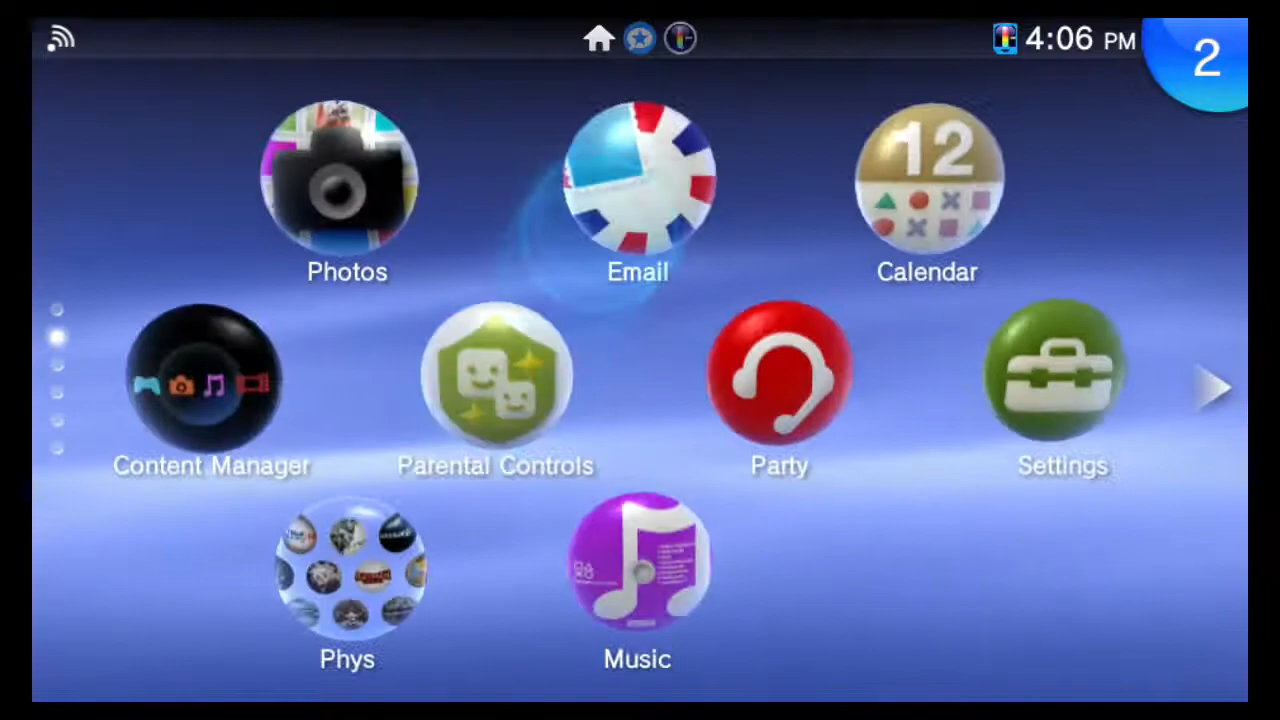 4:06 PM
2
12
Photos
Email
Calendar
Content Manager
Parental Controls
Party
Settings
Phys
Music